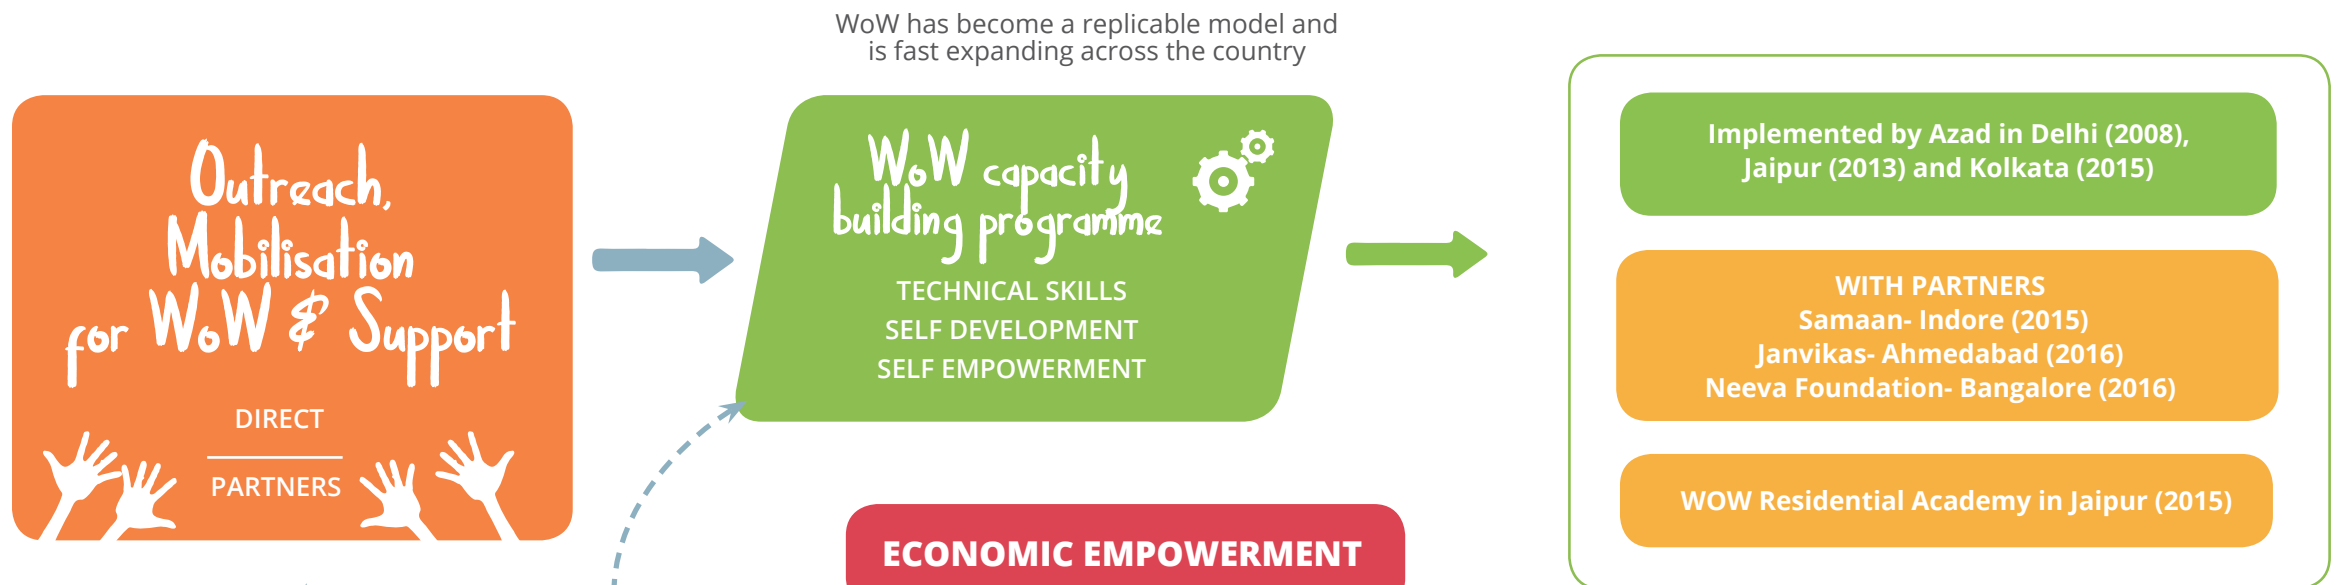 WoW has become a replicable model and
is fast expanding across the country
Outreach,
Mobilisation
for WoW & Support
DIRECT
PARTNERS
WoW capacity
building programme
TECHNICAL SKILLS
SELF DEVELOPMENT
SELF EMPOWERMENT
Implemented by Azad in Delhi (2008),
Jaipur (2013) and Kolkata (2015)
WITH PARTNERS
Samaan- Indore (2015)
Janvikas- Ahmedabad (2016)
Neeva Foundation- Bangalore (2016)
WOW Residential Academy in Jaipur (2015)
ECONOMIC EMPOWERMENT